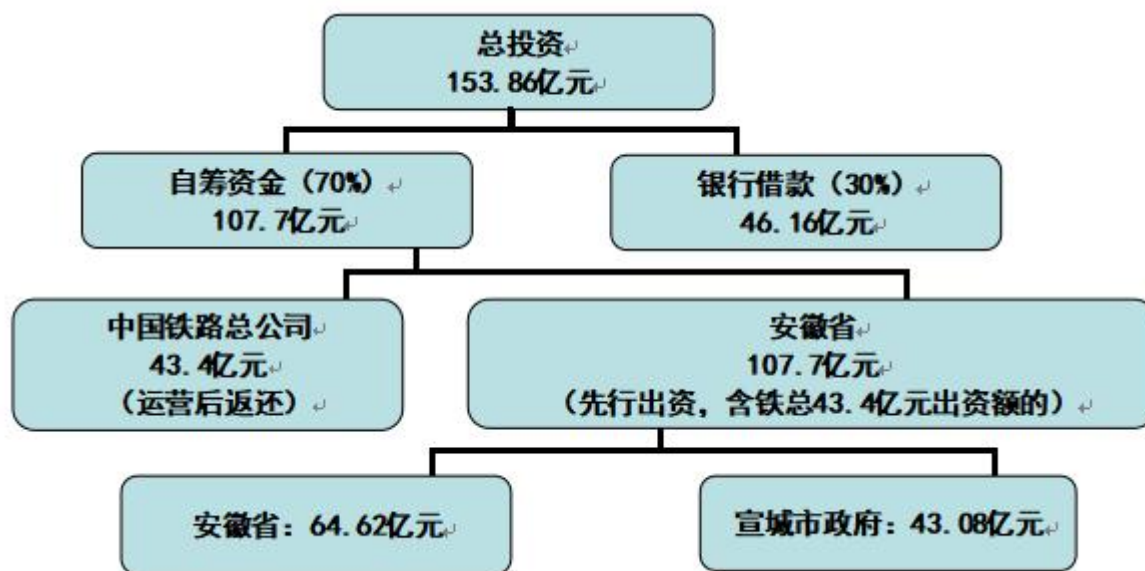 总投资
153.86亿元
自筹资金（70%）
107.7亿元
银行借款（30%）
46.16亿元
中国铁路总公司
43.4亿元
（运营后返还）
安徽省
107.7亿元
（先行出资，含铁总43.4亿元出资额的）
安徽省：64.62亿元
宣城市政府：43.08亿元